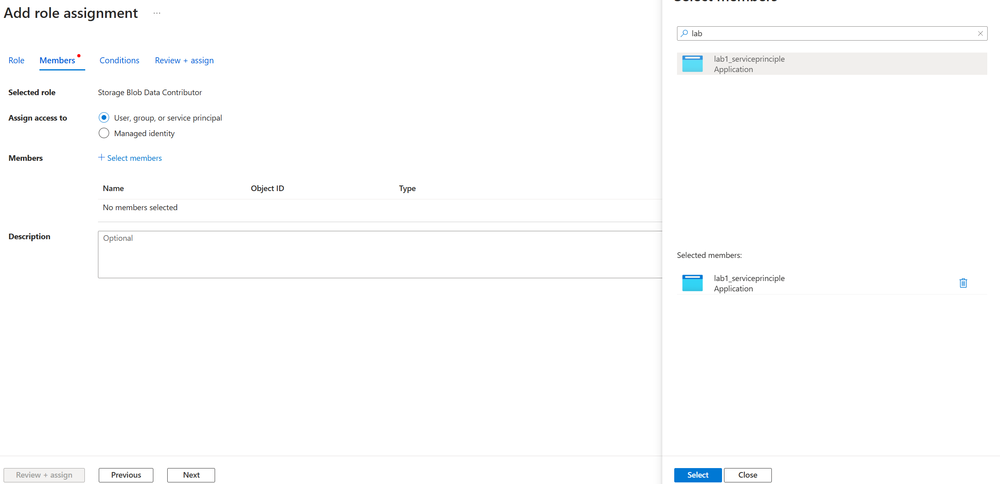 Add role assignment ...
Role Members Conditions Review + assign
Selected role Storage Blob Data Contributor
Assign access to User, group, or service principal
Managed identity
Members + Select members
Name Object ID Type
No members selected
Description Optional
Review + assign Previous Next
Select members
lab
lab1_serviceprinciple
Application
Selected members:
lab1_serviceprinciple
Application
Select Close